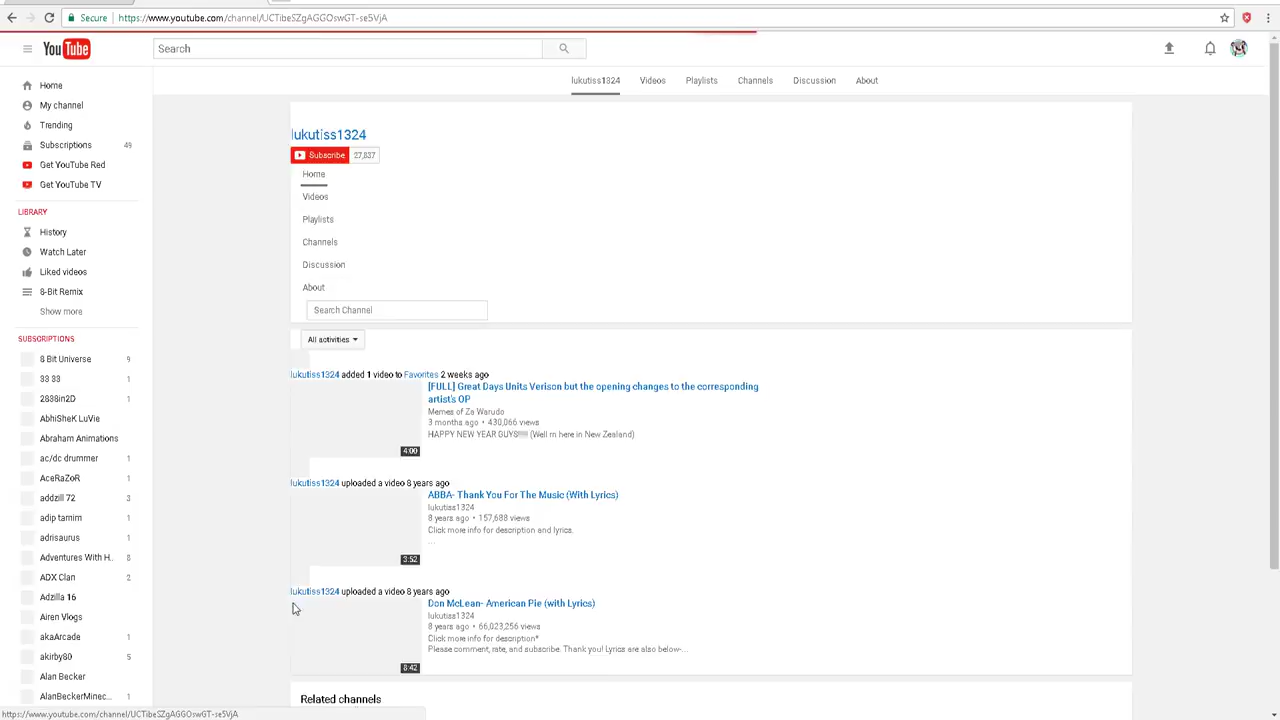 Secure https://www.youtube.com/channel/UCTibeSZgAGGOswGT-se5VjA
YouTube
Search
lukutiss1324 Videos Playlists Channels Discussion About
Home
My channel
Trending
Subscriptions 49
Get YouTube Red
Get YouTube TV
LIBRARY
History
Watch Later
Liked videos
8-Bit Remix
Show more
SUBSCRIPTIONS
8 Bit Universe 9
33 33 1
2838in2D 1
AbhiSheK LuVie
Abraham Animations
ac/dc drummer 1
AceRaZoR 1
addzill 72 3
adip tamim 1
adrisaurus 1
Adventures With H.. 8
ADX Clan 2
Adzilla 16
Airen Vlogs
akaArcade 1
akirby80 5
Alan Becker
AlanBeckerMinec... 1
lukutiss1324
Subscribe 27,837
Home
Videos
Playlists
Channels
Discussion
About
Search Channel
All activities
lukutiss1324 added 1 video to Favorites 2 weeks ago
[FULL] Great Days Units Verison but the opening changes to the corresponding
artist's OP
Memes of Za Warudo
3 months ago • 430,066 views
HAPPY NEW YEAR GUYS!!!!! (Well rn here in New Zealand)
4:00
lukutiss1324 uploaded a video 8 years ago
ABBA- Thank You For The Music (With Lyrics)
lukutiss1324
8 years ago • 157,688 views
Click more info for description and lyrics.
...
3:52
lukutiss1324 uploaded a video 8 years ago
Don McLean- American Pie (with Lyrics)
lukutiss1324
8 years ago • 66,023,256 views
Click more info for description*
Please comment, rate, and subscribe. Thank you! Lyrics are also below-...
8:42
Related channels
https://www.youtube.com/channel/UCTibeSZgAGGOswGT-se5VjA